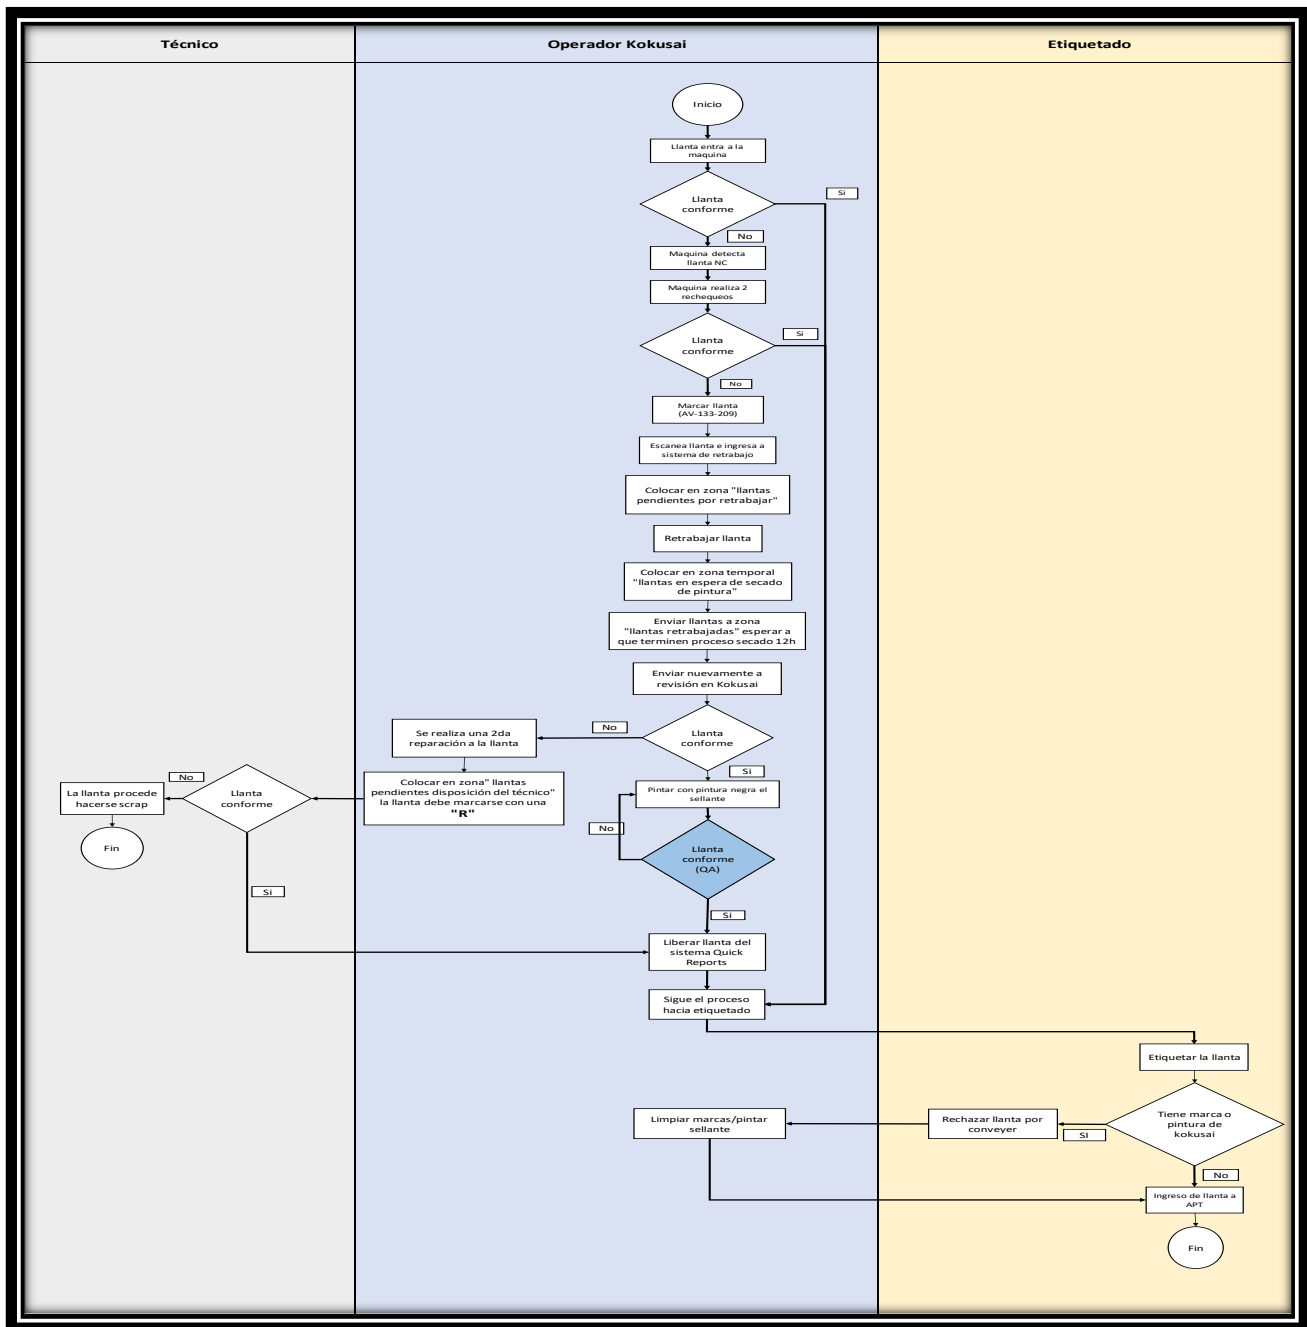 Técnico
Operador Kokusai
Etiquetado
Inicio
Llanta entra a la
maquina
Llanta
conforme
Si
No
Maquina detecta
llanta NC
Maquina realiza 2
rechequeos
Llanta
conforme
Si
No
Marcar llanta
(AV-133-209)
Escanea llanta e ingresa a
sistema de retrabajo
Colocar en zona "llantas
pendientes por retrabajar"
Retrabajar llanta
Colocar en zona temporal
"llantas en espera de secado
de pintura"
Enviar llantas a zona
"llantas retrabajadas" esperar a
que terminen proceso secado 12h
Enviar nuevamente a
revisión en Kokusai
Llanta
conforme
No
Se realiza una 2da
reparación a la llanta
Colocar en zona" llantas
pendientes disposición del técnico"
la llanta debe marcarse con una
"R"
Llanta
conforme
No
La llanta procede
hacerse scrap
Fin
Si
Si
Pintar con pintura negra el
sellante
No
Llanta
conforme
(QA)
Si
Liberar llanta del
sistema Quick
Reports
Sigue el proceso
hacia etiquetado
Etiquetar la llanta
Tiene marca o
pintura de
kokusai
SI
Rechazar llanta por
conveyer
Limpiar marcas/pintar
sellante
No
Ingreso de llanta a
APT
Fin